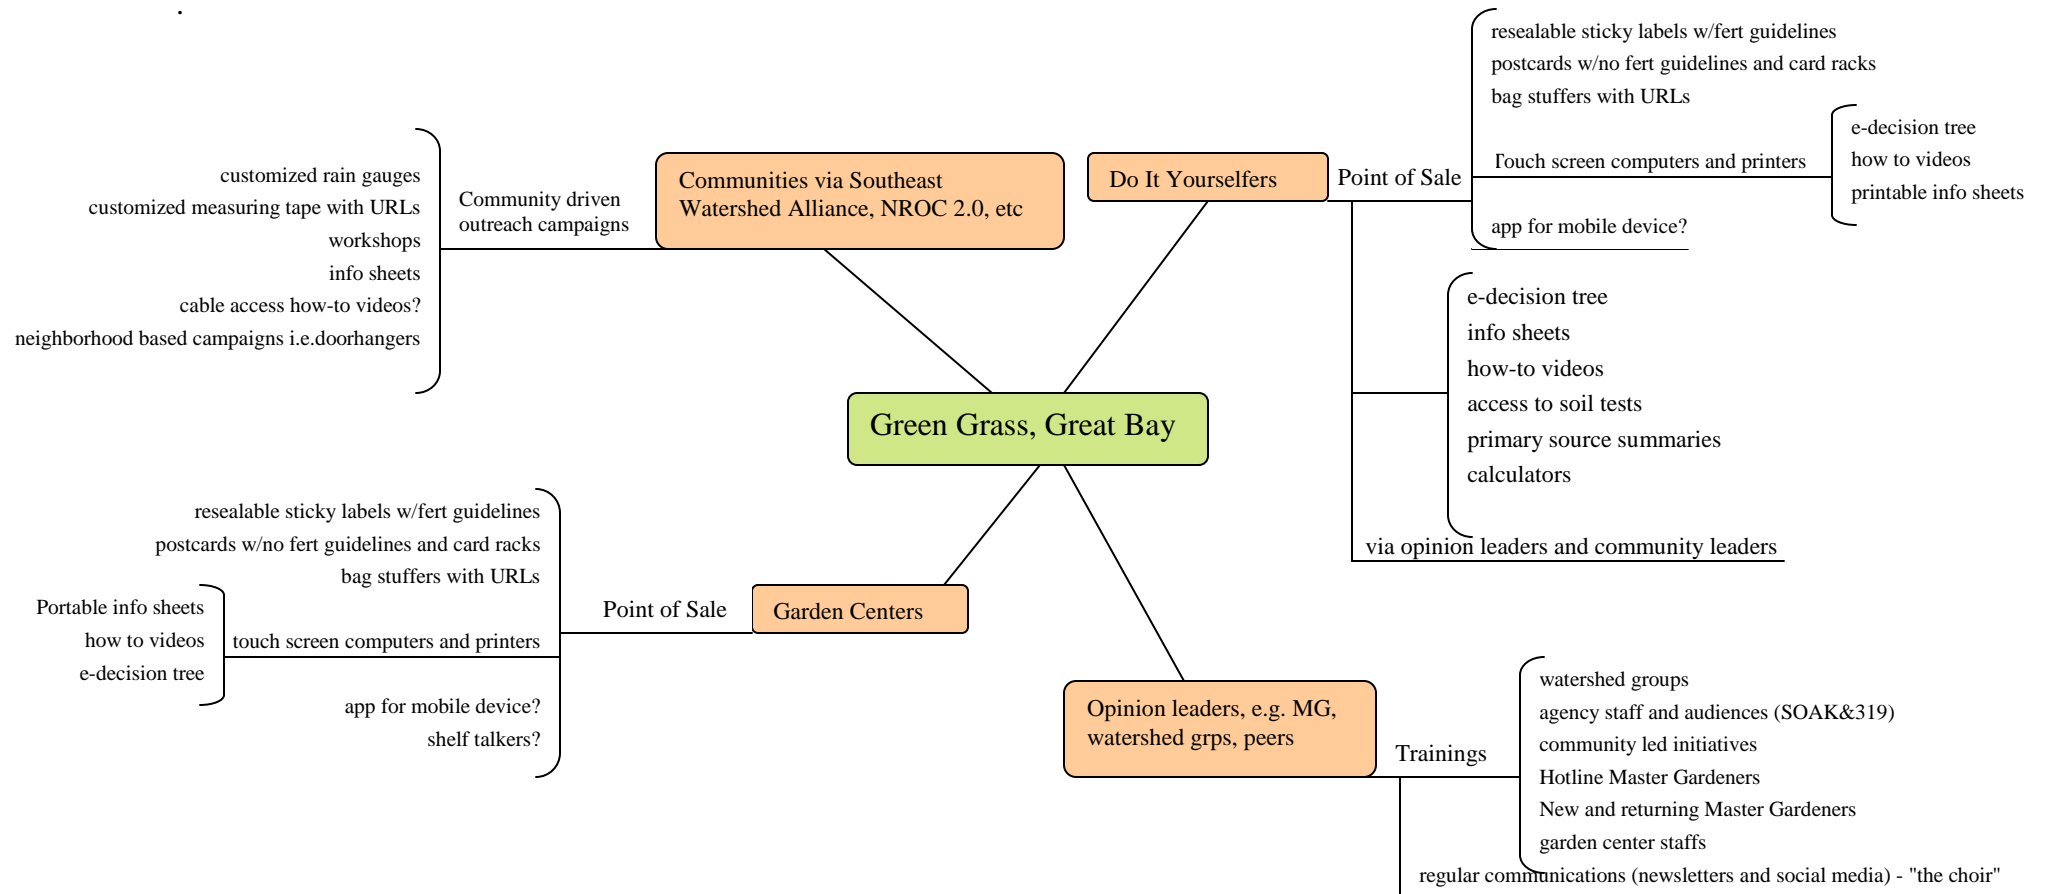 Communities via Southeast
Watershed Alliance, NROC 2.0, etc
Community driven
outreach campaigns
customized rain gauges
customized measuring tape with URLs
workshops
info sheets
cable access how-to videos?
neighborhood based campaigns i.e.doorhangers
Do It Yourselfers
Point of Sale
resealable sticky labels w/fert guidelines
postcards w/no fert guidelines and card racks
bag stuffers with URLs
Touch screen computers and printers
e-decision tree
how to videos
printable info sheets
app for mobile device?
e-decision tree
info sheets
how-to videos
access to soil tests
primary source summaries
calculators
via opinion leaders and community leaders
Green Grass, Great Bay
Garden Centers
Point of Sale
resealable sticky labels w/fert guidelines
postcards w/no fert guidelines and card racks
bag stuffers with URLs
touch screen computers and printers
Portable info sheets
how to videos
e-decision tree
app for mobile device?
shelf talkers?
Opinion leaders, e.g. MG,
watershed grps, peers
Trainings
watershed groups
agency staff and audiences (SOAK&319)
community led initiatives
Hotline Master Gardeners
New and returning Master Gardeners
garden center staffs
regular communications (newsletters and social media) - "the choir"